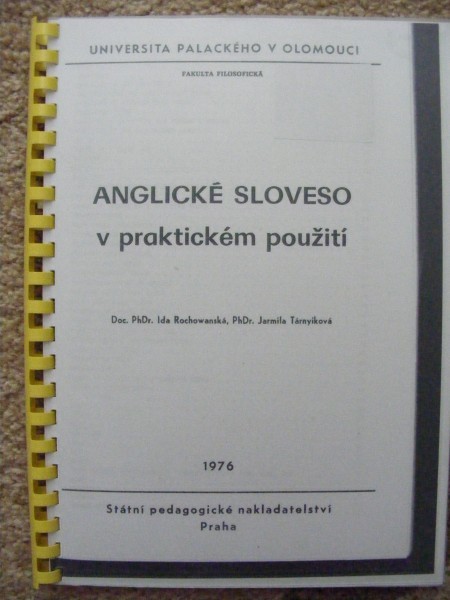 UNIVERSITA PALACKÉHO V OLOMOUCI
FAKULTA FILOSOFICKÁ
ANGLICKÉ SLOVESO
v praktickém použití
Doc. PhDr. Ida Rochowanská, PhDr. Jarmila Tárnyiková
1976
Státní pedagogické nakladatelství
Praha